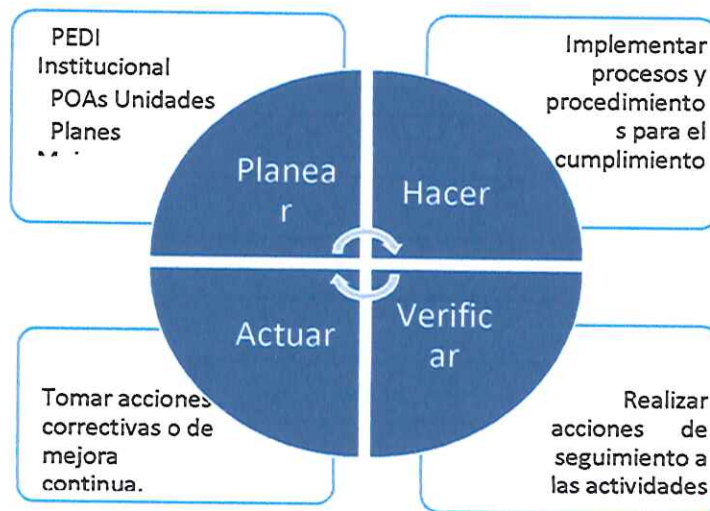 PEDI
Institucional
POAs Unidades
Planes
Implementar
procesos y
procedimiento
s para el
cumplimiento
Planea
r
Hacer
Actuar
Verific
ar
Tomar acciones
correctivas o de
mejora
continua.
Realizar
acciones de
seguimiento a
las actividades